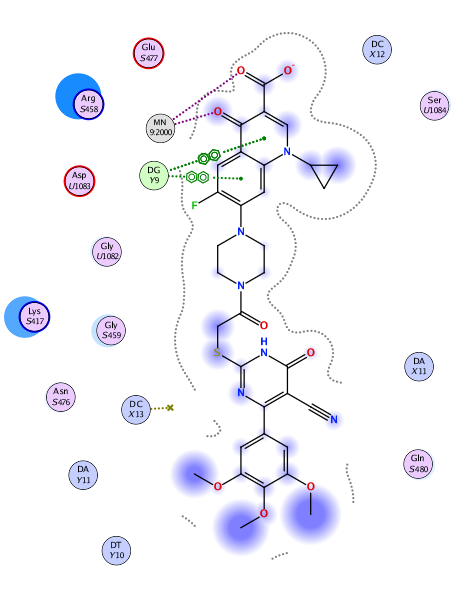 Glu
S477
DC
X12
O
O-
Arg
S458
Ser
U1084
MN
9:2000
O
N
DG
Y9
Asp
U1083
F
N
Gly
U1082
N
Lys
S417
Gly
S459
O
S
H
N
O
DA
X11
N
Asn
S476
DC
X13
N
Gln
S480
DA
Y11
O
O
O
DT
Y10